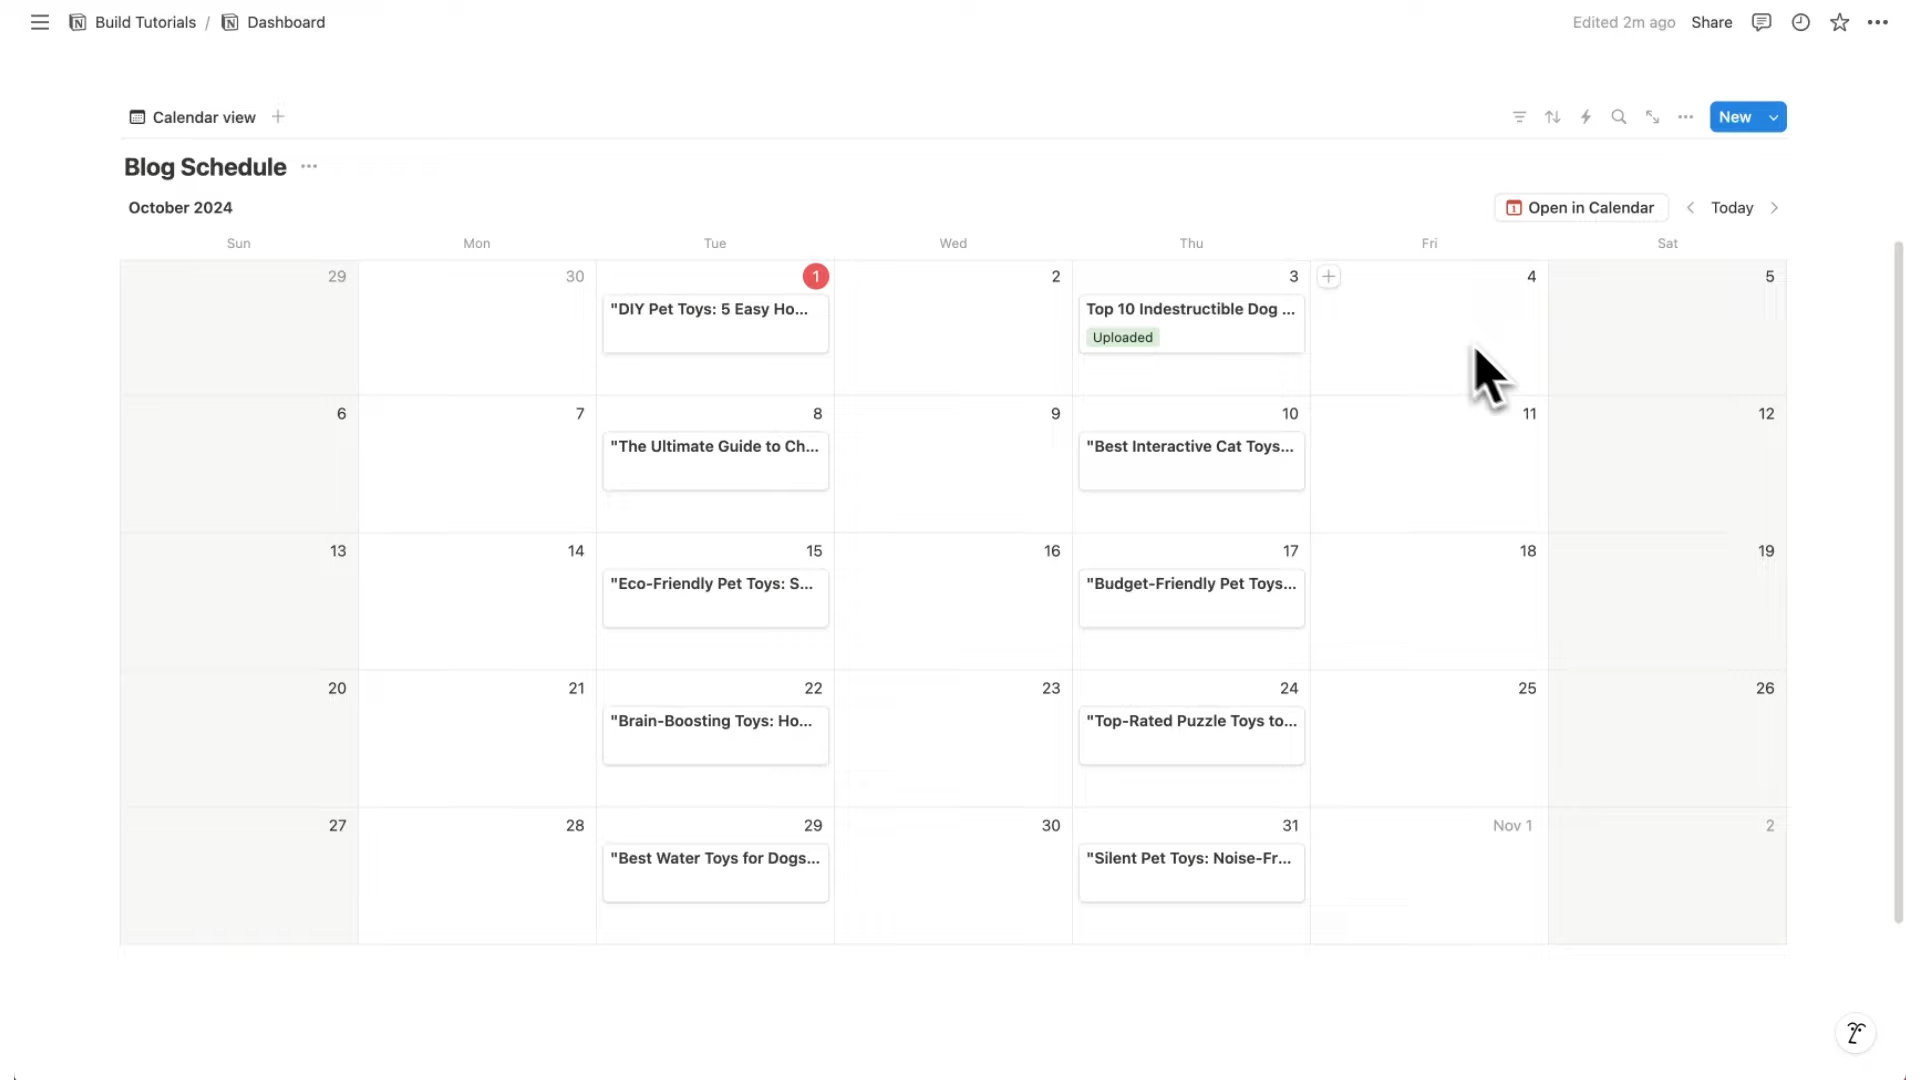 Build Tutorials / Dashboard
Edited 2m ago Share
Calendar view
New
Blog Schedule
October 2024
Open in Calendar
Today
Sun Mon Tue Wed Thu Fri Sat
29 30 1 2 3 4 5
"DIY Pet Toys: 5 Easy Ho...
Top 10 Indestructible Dog ...
Uploaded
6 7 8 9 10 11 12
"The Ultimate Guide to Ch...
"Best Interactive Cat Toys...
13 14 15 16 17 18 19
"Eco-Friendly Pet Toys: S...
"Budget-Friendly Pet Toys...
20 21 22 23 24 25 26
"Brain-Boosting Toys: Ho...
"Top-Rated Puzzle Toys to...
27 28 29 30 31 Nov 1 2
"Best Water Toys for Dogs...
"Silent Pet Toys: Noise-Fr...